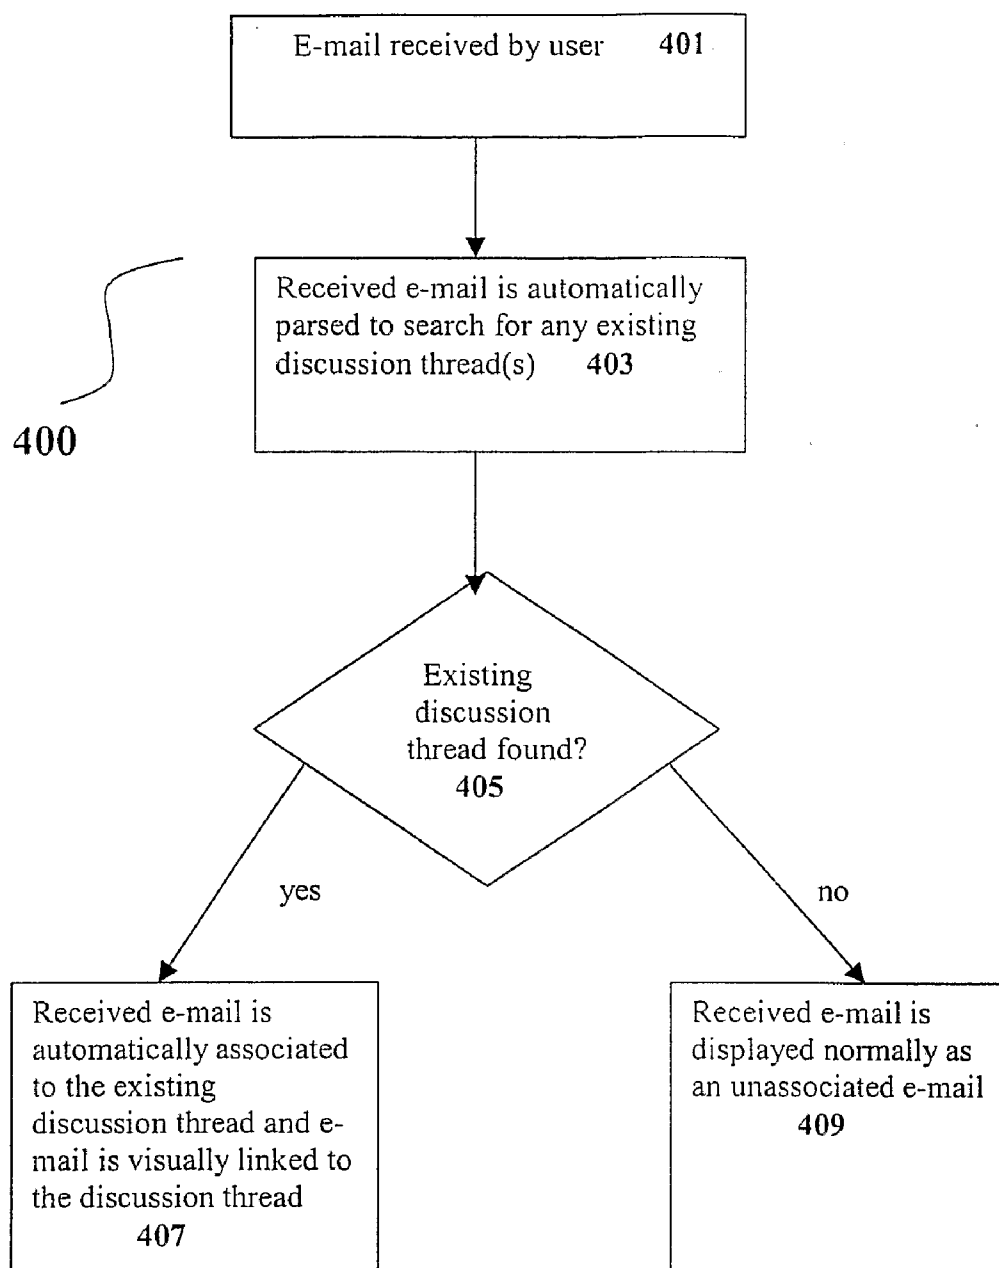 E-mail received by user 401
Received e-mail is automatically
parsed to search for any existing
discussion thread(s) 403
400
Existing
discussion
thread found?
405
yes
no
Received e-mail is
automatically associated
to the existing
discussion thread and e-
mail is visually linked to
the discussion thread
407
Received e-mail is
displayed normally as
an unassociated e-mail
409